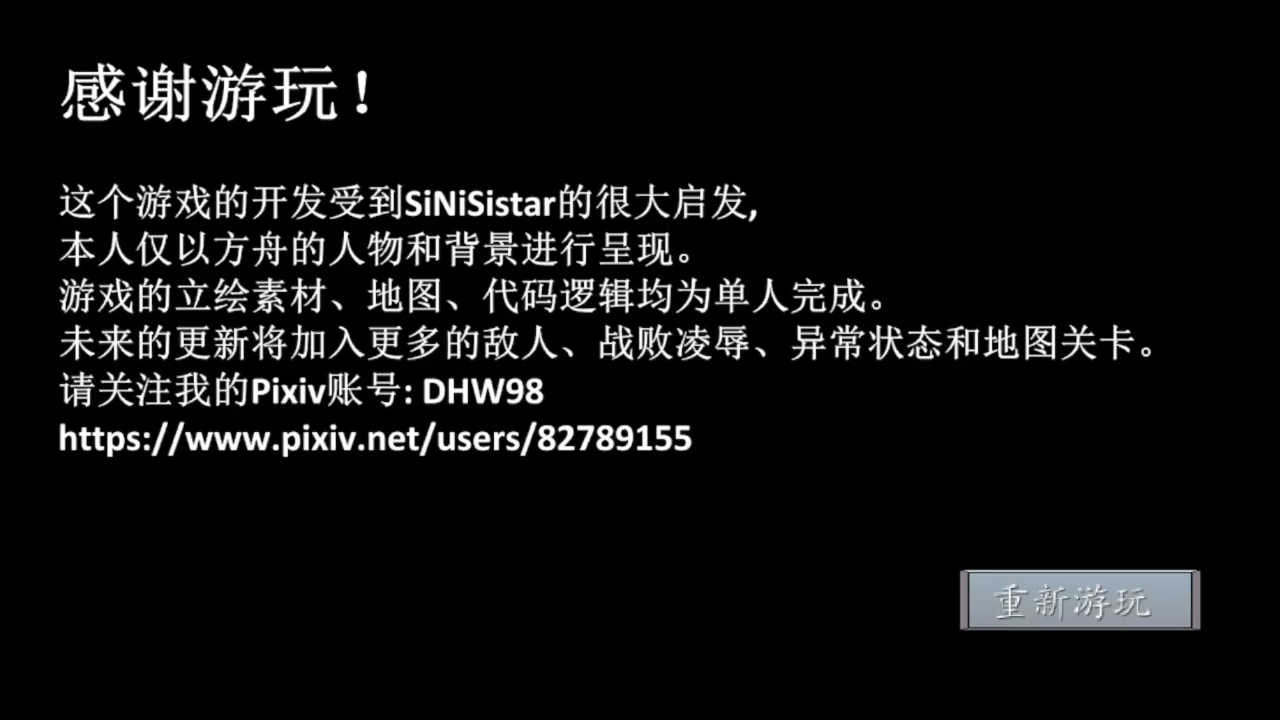 感谢游玩！
这个游戏的开发受到SiNiSistar的很大启发,
本人仅以方舟的人物和背景进行呈现。
游戏的立绘素材、地图、代码逻辑均为单人完成。
未来的更新将加入更多的敌人、战败凌辱、异常状态和地图关卡。
请关注我的Pixiv账号: DHW98
https://www.pixiv.net/users/82789155
重新游玩